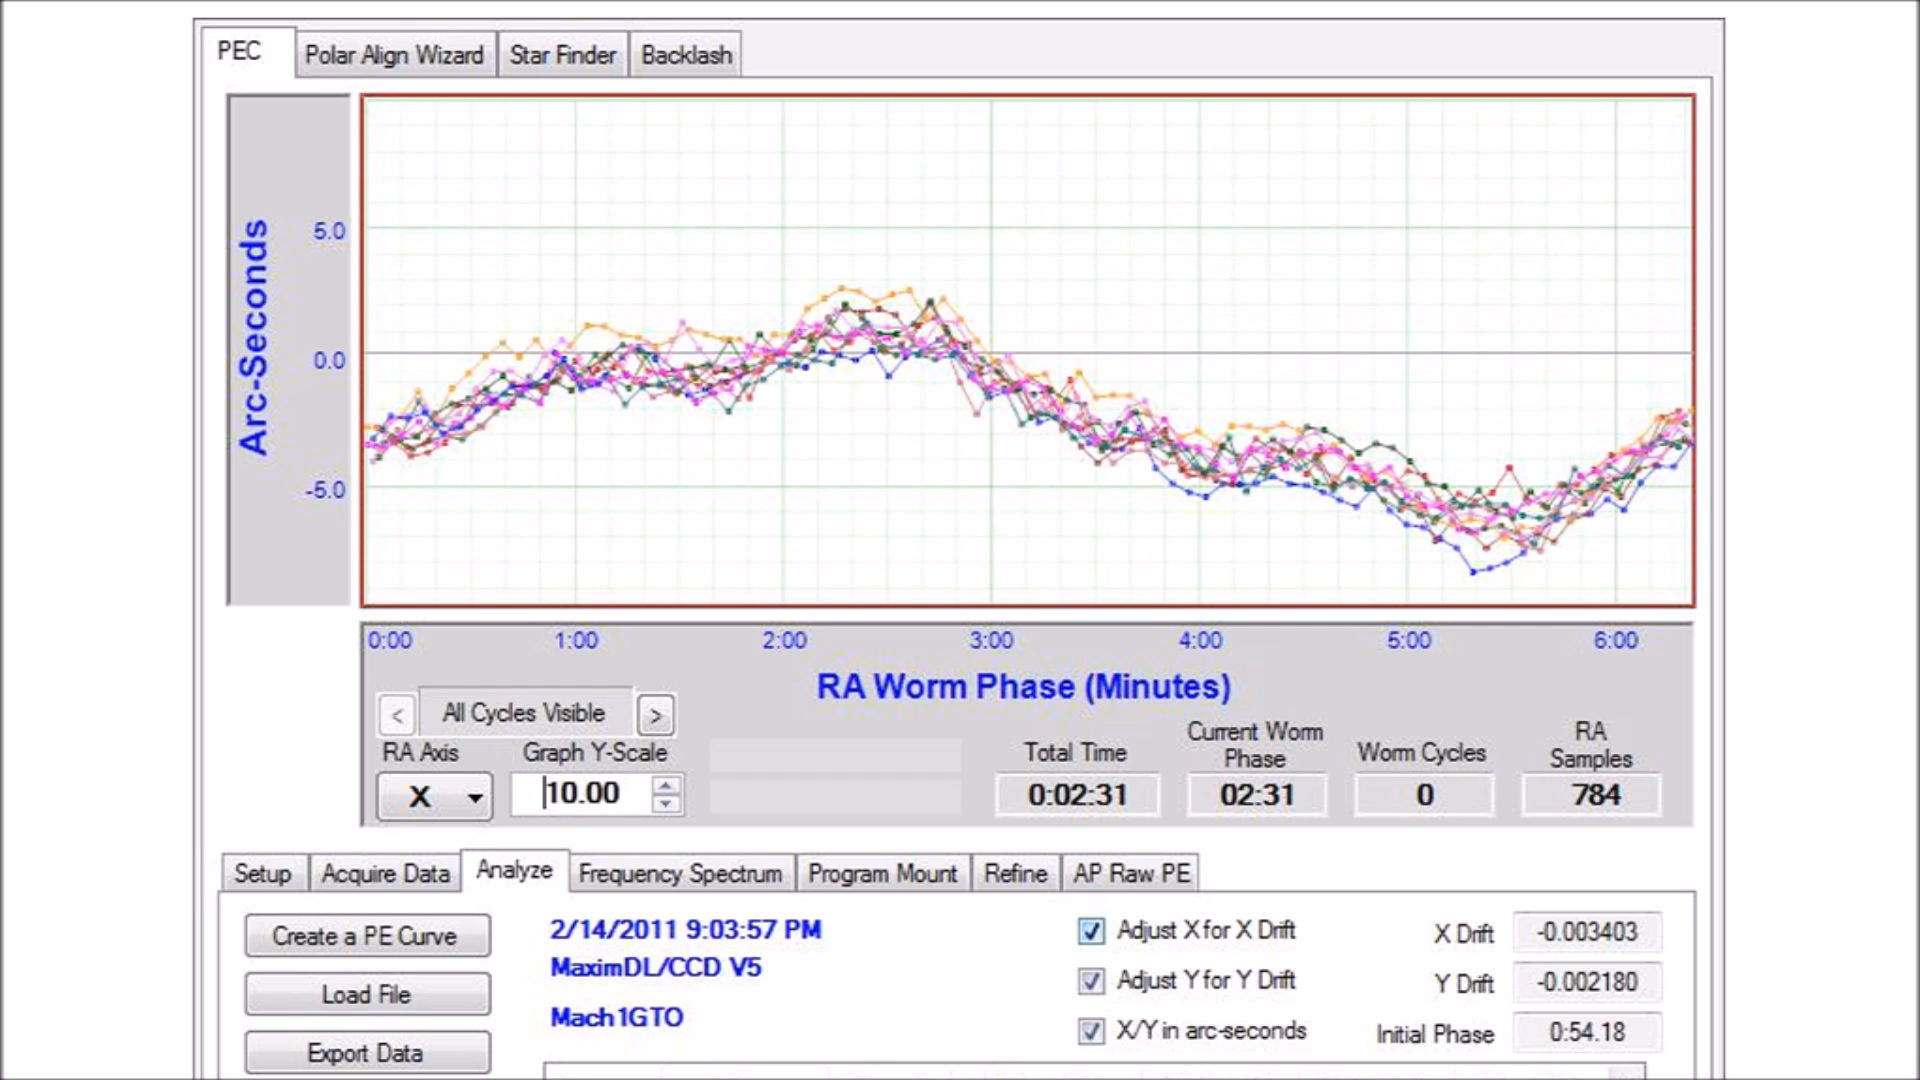 PEC
Polar Align Wizard
Star Finder
Backlash
Arc-Seconds
5.0
0.0
-5.0
0:00 1:00 2:00 3:00 4:00 5:00 6:00
RA Worm Phase (Minutes)
< All Cycles Visible >
RA Axis
X
Graph Y-Scale
10.00
Total Time
0:02:31
Current Worm
Phase
02:31
Worm Cycles
0
RA
Samples
784
Setup
Acquire Data
Analyze
Frequency Spectrum
Program Mount
Refine
AP Raw PE
Create a PE Curve
Load File
Export Data
2/14/2011 9:03:57 PM
MaximDL/CCD V5
Mach1GTO
Adjust X for X Drift
Adjust Y for Y Drift
X/Y in arc-seconds
X Drift -0.003403
Y Drift -0.002180
Initial Phase 0:54.18